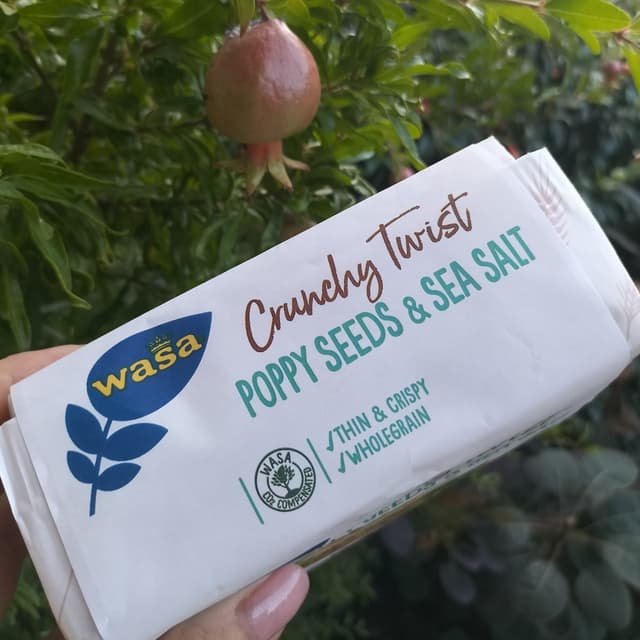 wasa
Crunchy Twist
POPPY SEEDS & SEA SALT
WASA
CO₂ COMPENSATED
✓THIN & CRISPY
✓WHOLEGRAIN